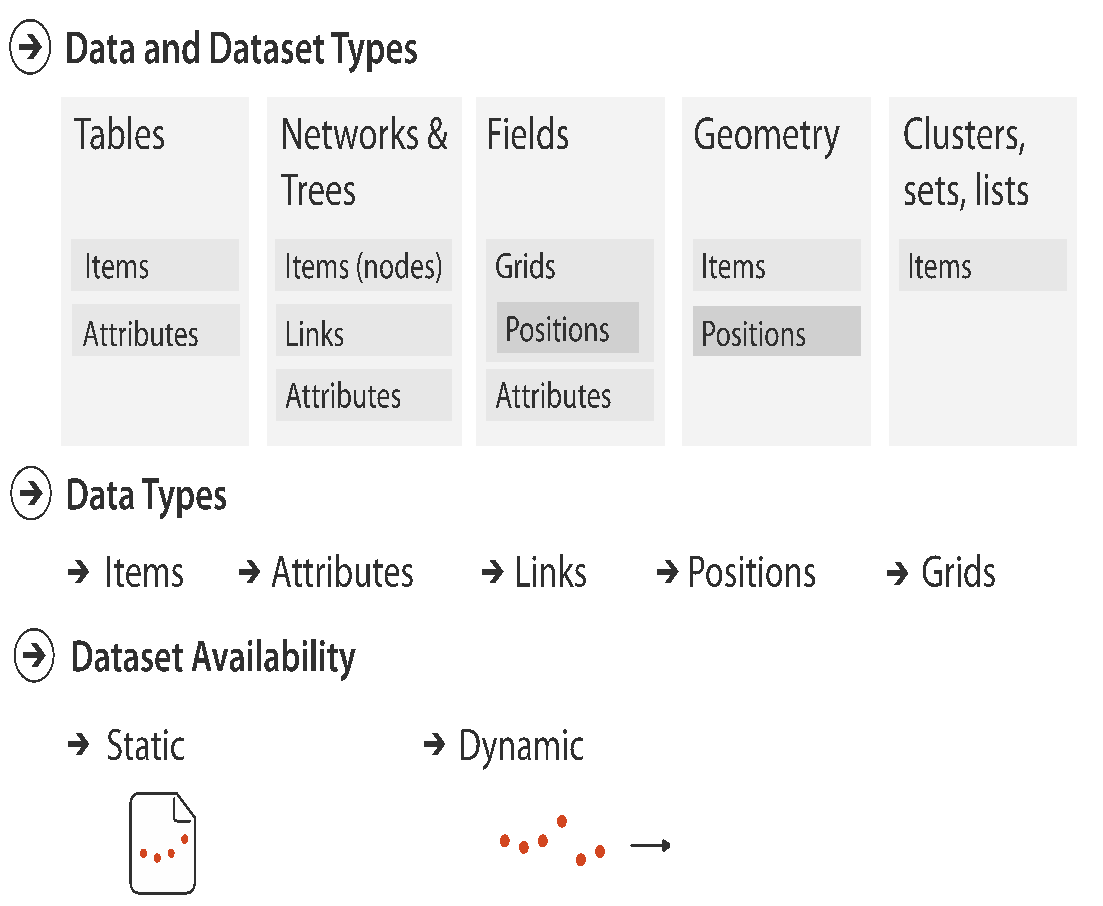 Data and Dataset Types
Tables
Items
Attributes
Networks &
Trees
Items (nodes)
Links
Attributes
Fields
Grids
Positions
Attributes
Geometry
Items
Positions
Clusters,
sets, lists
Items
Data Types
Items
Attributes
Links
Positions
Grids
Dataset Availability
Static
Dynamic